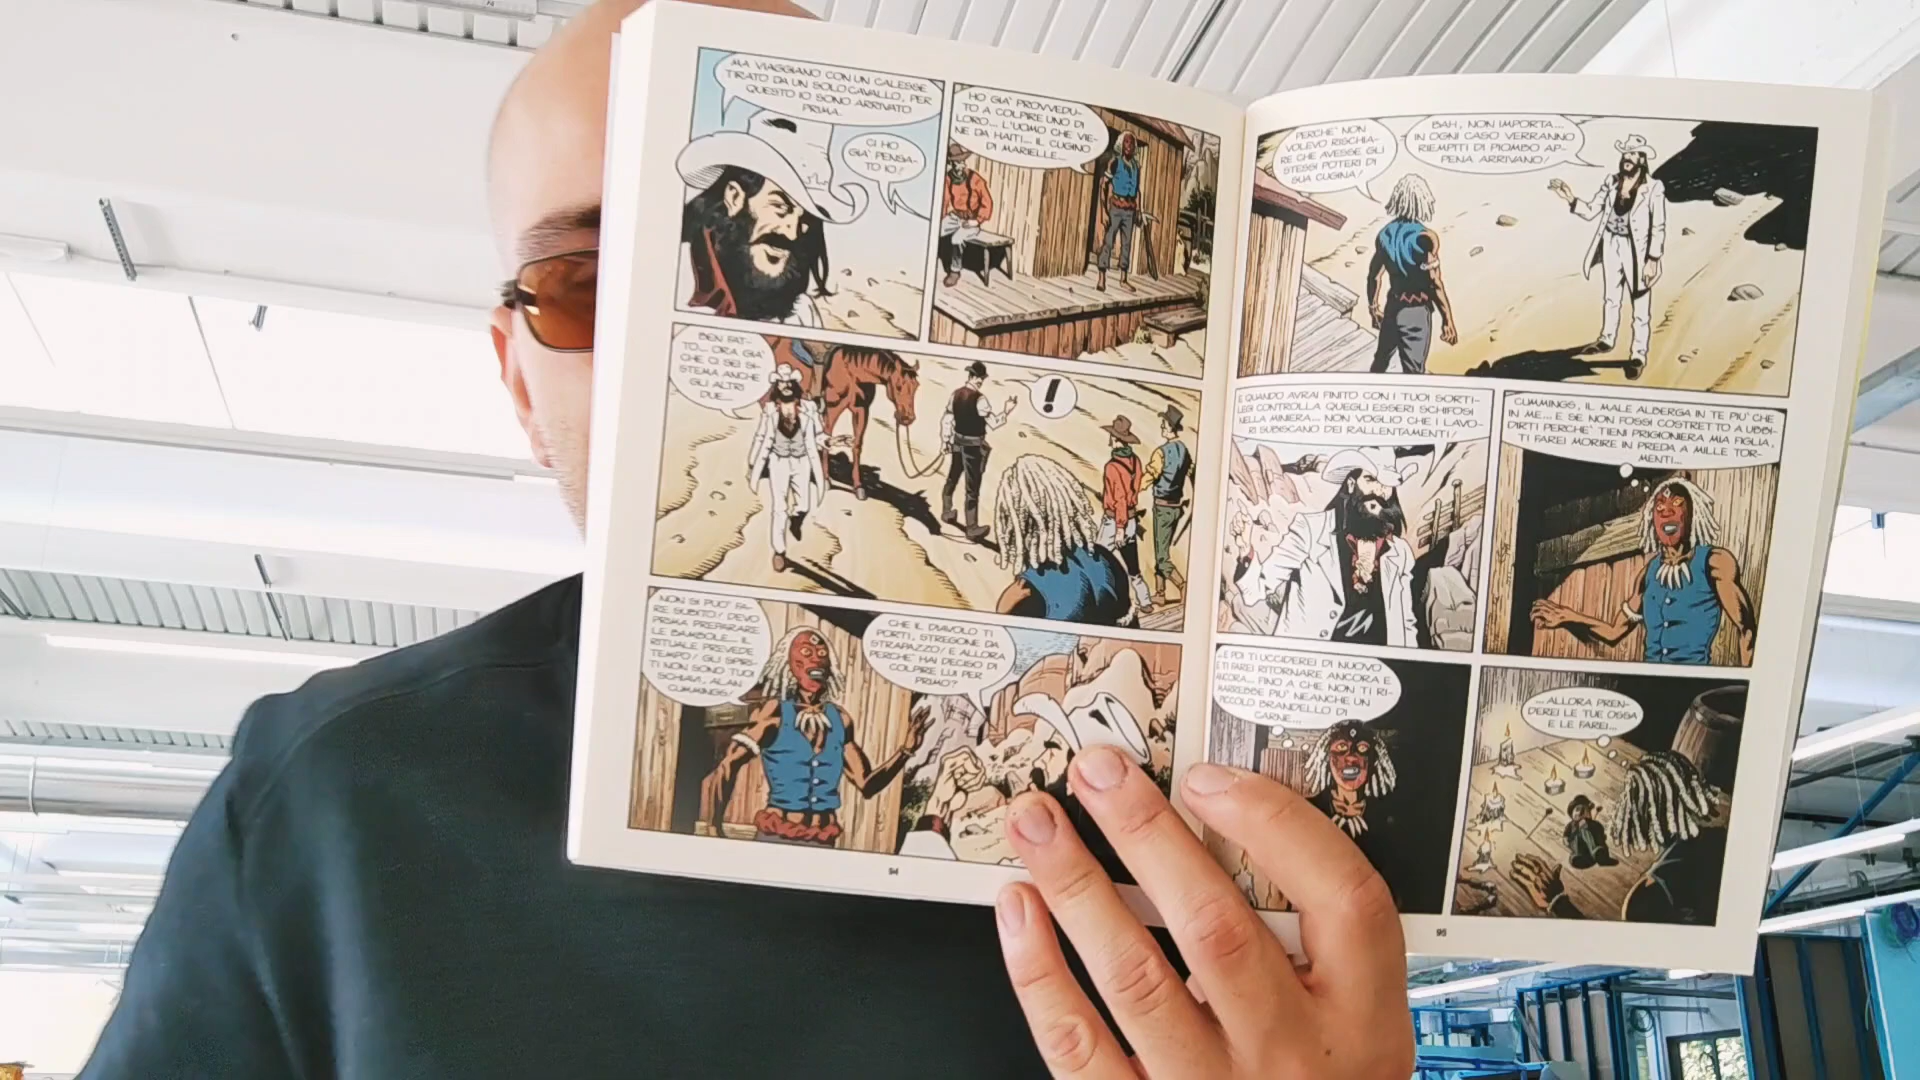 MA VIAGGIANO CON UN CALESSE
TIRATO DA UN SOLO CAVALLO, PER
QUESTO IO SONO ARRIVATO
PRIMA.
CI HO
GIA' PENSA-
TO IO!
HO GIA' PROVVEDU-
TO A COLPIRE UNO DI
LORO... L'UOMO CHE VIE-
NE DA HAITI... IL CUGINO
DI MARIELLE...
BEN FAT-
TO... ORA GIA'
CHE CI SEI SI-
STEMA ANCHE
GLI ALTRI
DUE...
!
NON SI PUO' FA-
RE SUBITO! DEVO
PRIMA PREPARARE
LE BAMBOLE... IL
RITUALE PREVEDE
TEMPO! GLI SPIRI-
TI NON SONO TUOI
SCHIAVI, ALAN
CUMMINGS!
CHE IL DIAVOLO TI
PORTI, STREGONE DA
STRAPAZZO! E ALLORA
PERCHE' HAI DECISO DI
COLPIRE LUI PER
PRIMO?
94
PERCHE' NON
VOLEVO RISCHIA-
RE CHE AVESSE GLI
STESSI POTERI DI
SUA CUGINA!
BAH, NON IMPORTA...
IN OGNI CASO VERRANNO
RIEMPITI DI PIOMBO AP-
PENA ARRIVANO!
E QUANDO AVRAI FINITO CON I TUOI SORTI-
LEGI CONTROLLA QUEGLI ESSERI SCHIFOSI
NELLA MINIERA... NON VOGLIO CHE I LAVO-
RI SUBISCANO DEI RALLENTAMENTI!
CUMMINGS, IL MALE ALBERGA IN TE PIU' CHE
IN ME... E SE NON FOSSI COSTRETTO A UBBI-
DIRTI PERCHE' TIENI PRIGIONIERA MIA FIGLIA,
TI FAREI MORIRE IN PREDA A MILLE TOR-
MENTI...
...E POI TI UCCIDEREI DI NUOVO
E TI FAREI RITORNARE ANCORA E
ANCORA... FINO A CHE NON TI RI-
MARREBBE PIU' NEANCHE UN
PICCOLO BRANDELLO DI
CARNE...
...ALLORA PREN-
DEREI LE TUE OSSA
E LE FAREI...
95